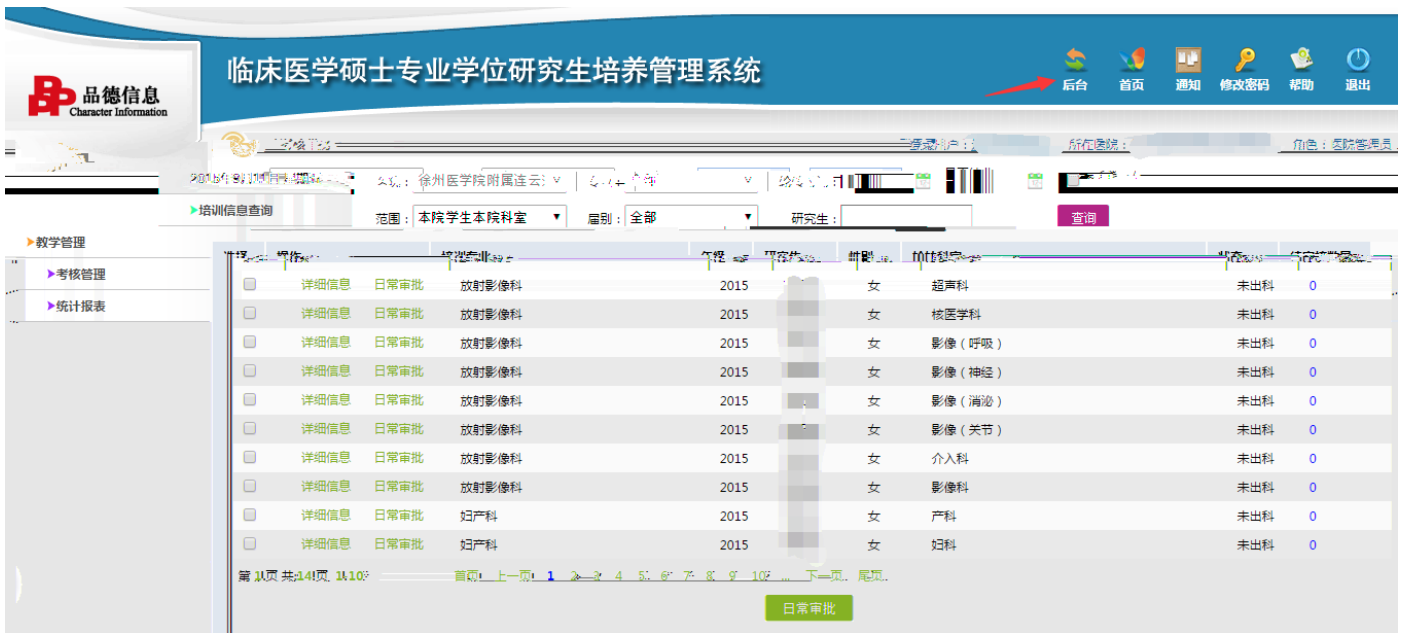 临床医学硕士专业学位研究生培养管理系统
品德信息
Character Information
后台 首页 通知 修改密码 帮助 退出
所在医院： 角色：医院管理员
徐州医学院附属连云
培训信息查询
范围： 本院学生本院科室 届别： 全部 研究生： 查询
教学管理
考核管理
统计报表
详细信息 日常审批 放射影像科 2015 女 超声科 未出科 0
详细信息 日常审批 放射影像科 2015 女 核医学科 未出科 0
详细信息 日常审批 放射影像科 2015 女 影像（呼吸） 未出科 0
详细信息 日常审批 放射影像科 2015 女 影像（神经） 未出科 0
详细信息 日常审批 放射影像科 2015 女 影像（消泌） 未出科 0
详细信息 日常审批 放射影像科 2015 女 影像（关节） 未出科 0
详细信息 日常审批 放射影像科 2015 女 介入科 未出科 0
详细信息 日常审批 放射影像科 2015 女 影像科 未出科 0
详细信息 日常审批 妇产科 2015 女 产科 未出科 0
详细信息 日常审批 妇产科 2015 女 妇科 未出科 0
首页 上一页 1 2 3 4 5 6 7 8 9 10 ... 下一页 尾页
日常审批